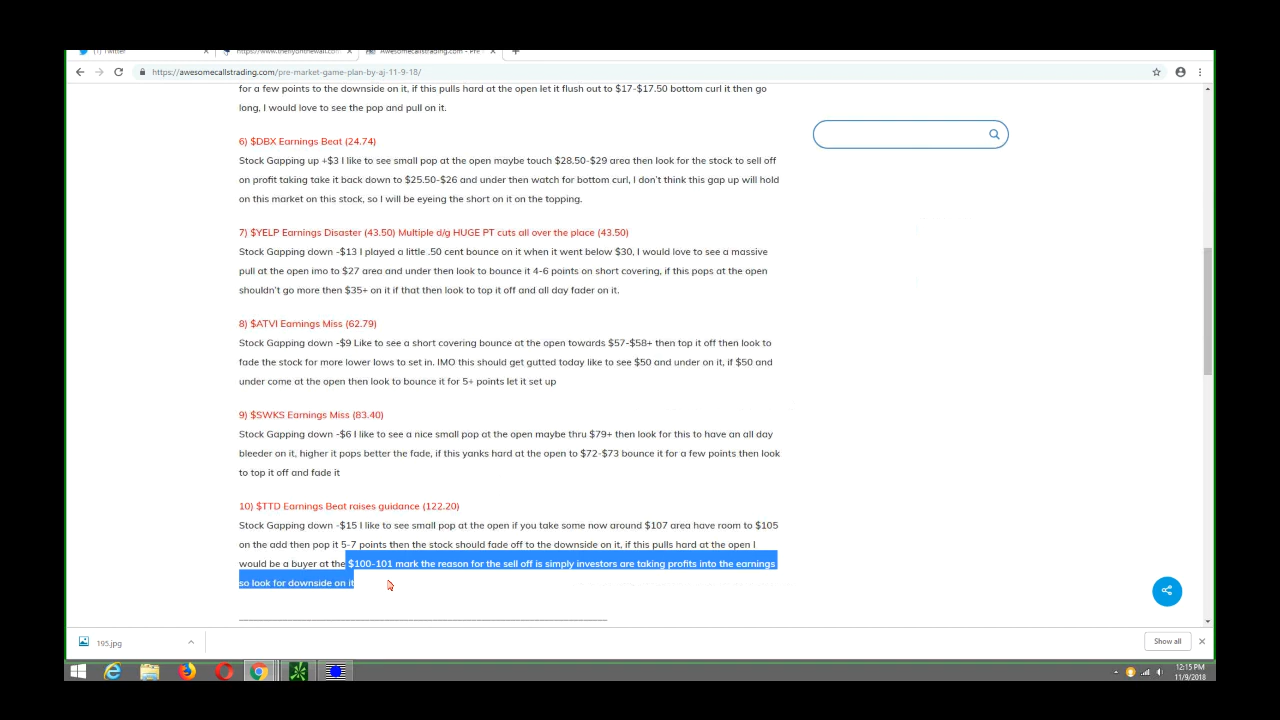 (1) Twitter
https://www.theflyonthewall.com
Awesomecallstrading.com - Pre
https://awesomecallstrading.com/pre-market-game-plan-by-aj-11-9-18/
for a few points to the downside on it, if this pulls hard at the open let it flush out to $17-$17.50 bottom curl it then go
long, I would love to see the pop and pull on it.
6) $DBX Earnings Beat (24.74)
Stock Gapping up +$3 I like to see small pop at the open maybe touch $28.50-$29 area then look for the stock to sell off
on profit taking take it back down to $25.50-$26 and under then watch for bottom curl, I don't think this gap up will hold
on this market on this stock, so I will be eyeing the short on it on the topping.
7) $YELP Earnings Disaster (43.50) Multiple d/g HUGE PT cuts all over the place (43.50)
Stock Gapping down -$13 I played a little .50 cent bounce on it when it went below $30, I would love to see a massive
pull at the open imo to $27 area and under then look to bounce it 4-6 points on short covering, if this pops at the open
shouldn't go more then $35+ on it if that then look to top it off and all day fader on it.
8) $ATVI Earnings Miss (62.79)
Stock Gapping down -$9 Like to see a short covering bounce at the open towards $57-$58+ then top it off then look to
fade the stock for more lower lows to set in. IMO this should get gutted today like to see $50 and under on it, if $50 and
under come at the open then look to bounce it for 5+ points let it set up
9) $SWKS Earnings Miss (83.40)
Stock Gapping down -$6 I like to see a nice small pop at the open maybe thru $79+ then look for this to have an all day
bleeder on it, higher it pops better the fade, if this yanks hard at the open to $72-$73 bounce it for a few points then look
to top it off and fade it
10) $TTD Earnings Beat raises guidance (122.20)
Stock Gapping down -$15 I like to see small pop at the open if you take some now around $107 area have room to $105
on the add then pop it 5-7 points then the stock should fade off to the downside on it, if this pulls hard at the open I
would be a buyer at the $100-101 mark the reason for the sell off is simply investors are taking profits into the earnings
so look for downside on it
195.jpg
Show all
12:15 PM
11/9/2018